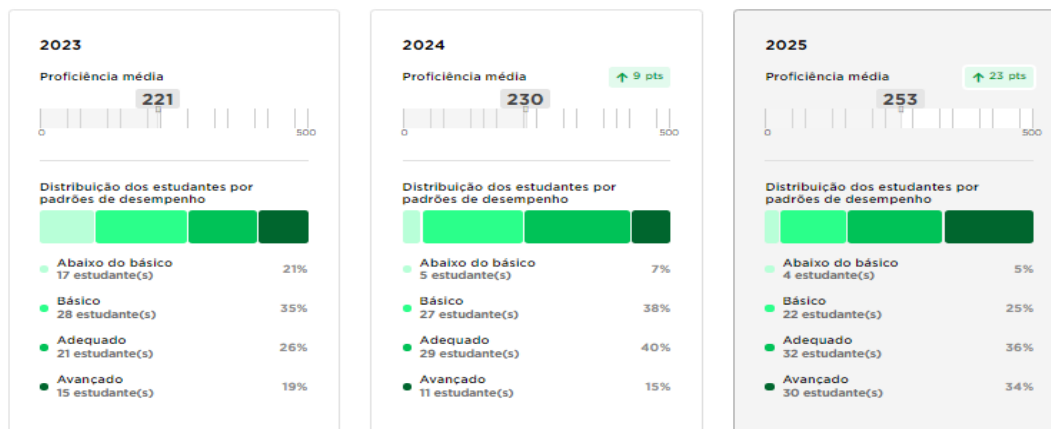 2023
Proficiência média
221
0
500
Distribuição dos estudantes por
padrões de desempenho
Abaixo do básico
17 estudante(s)
21%
Básico
28 estudante(s)
35%
Adequado
21 estudante(s)
26%
Avançado
15 estudante(s)
19%
2024
Proficiência média
↑ 9 pts
230
0
500
Distribuição dos estudantes por
padrões de desempenho
Abaixo do básico
5 estudante(s)
7%
Básico
27 estudante(s)
38%
Adequado
29 estudante(s)
40%
Avançado
11 estudante(s)
15%
2025
Proficiência média
↑ 23 pts
253
0
500
Distribuição dos estudantes por
padrões de desempenho
Abaixo do básico
4 estudante(s)
5%
Básico
22 estudante(s)
25%
Adequado
32 estudante(s)
36%
Avançado
30 estudante(s)
34%